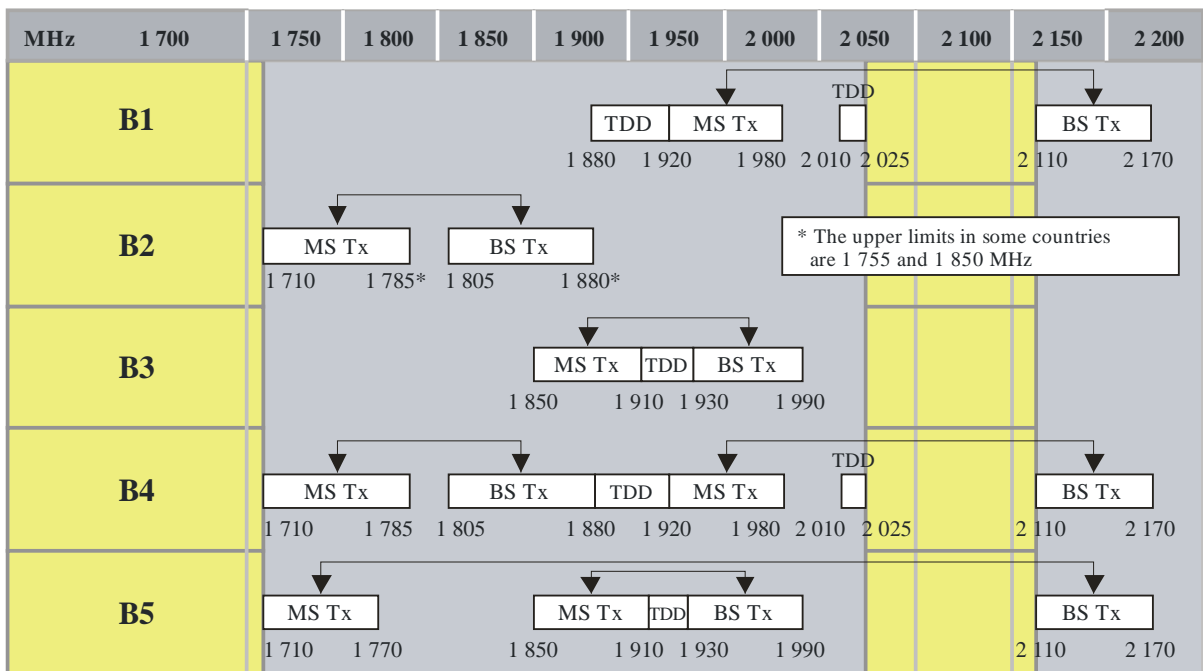 MHz 1 700 1 750 1 800 1 850 1 900 1 950 2 000 2 050 2 100 2 150 2 200
TDD
B1 TDD MS Tx BS Tx
1 880 1 920 1 980 2 010 2 025 2 110 2 170
B2 MS Tx BS Tx
1 710 1 785* 1 805 1 880*
* The upper limits in some countries
are 1 755 and 1 850 MHz
B3 MS Tx TDD BS Tx
1 850 1 910 1 930 1 990
TDD
B4 MS Tx BS Tx TDD MS Tx BS Tx
1 710 1 785 1 805 1 880 1 920 1 980 2 010 2 025 2 110 2 170
B5 MS Tx MS Tx TDD BS Tx BS Tx
1 710 1 770 1 850 1 910 1 930 1 990 2 110 2 170